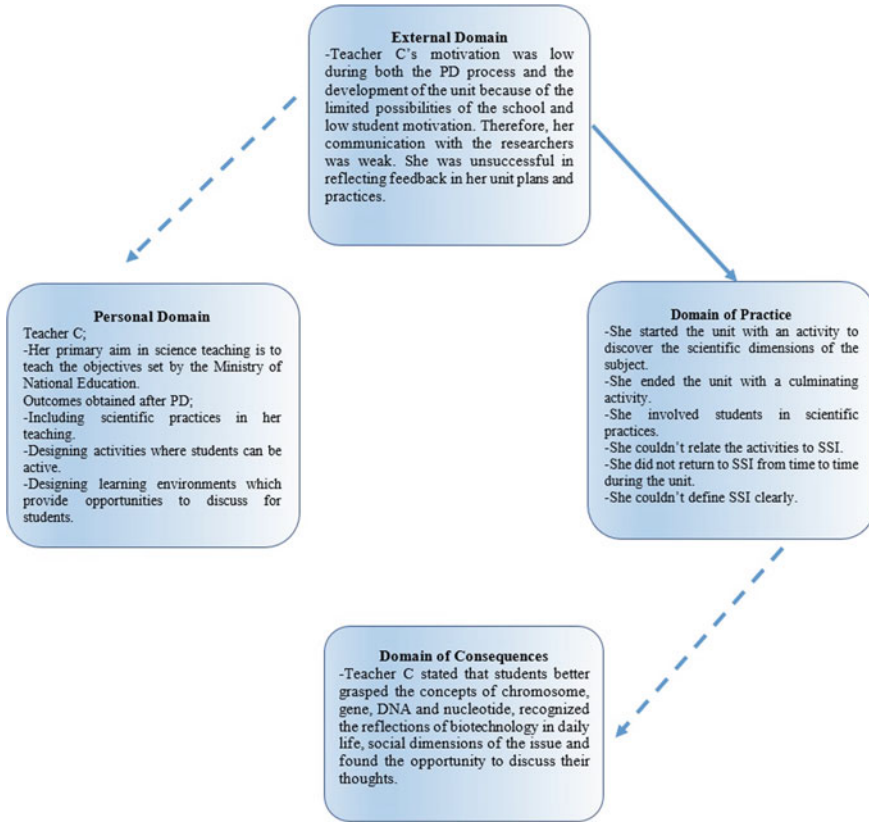 External Domain
-Teacher C’s motivation was low
during both the PD process and the
development of the unit because of the
limited possibilities of the school and
low student motivation. Therefore, her
communication with the researchers
was weak. She was unsuccessful in
reflecting feedback in her unit plans and
practices.
Personal Domain
Teacher C;
-Her primary aim in science teaching is to
teach the objectives set by the Ministry of
National Education.
Outcomes obtained after PD;
-Including scientific practices in her
teaching.
-Designing activities where students can be
active.
-Designing learning environments which
provide opportunities to discuss for
students.
Domain of Practice
-She started the unit with an activity to
discover the scientific dimensions of the
subject.
-She ended the unit with a culminating
activity.
-She involved students in scientific
practices.
-She couldn’t relate the activities to SSI.
-She did not return to SSI from time to time
during the unit.
-She couldn’t define SSI clearly.
Domain of Consequences
-Teacher C stated that students better
grasped the concepts of chromosome,
gene, DNA and nucleotide, recognized
the reflections of biotechnology in daily
life, social dimensions of the issue and
found the opportunity to discuss their
thoughts.